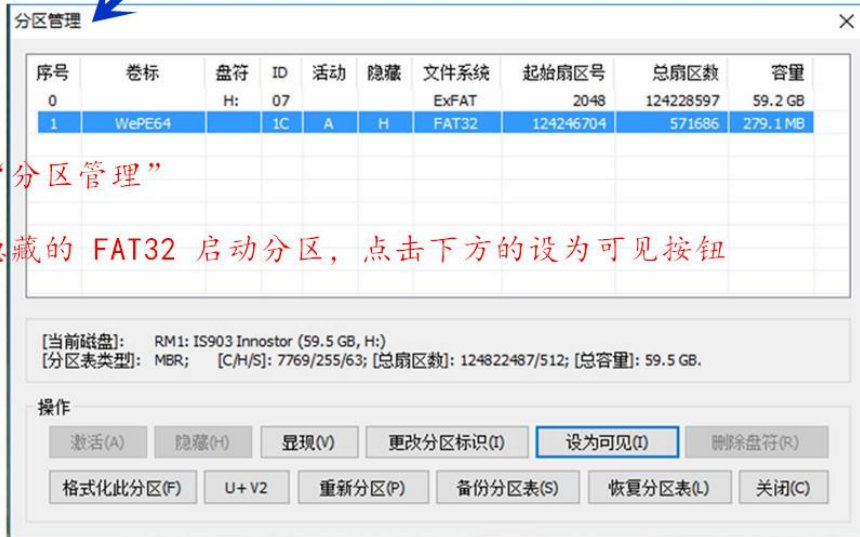 分区管理
序号 卷标 盘符 ID 活动 隐藏 文件系统 起始扇区号 总扇区数 容里
0 H: 07 ExFAT 2048 124228597 59.2 GB
1 WePE64 1C A H FAT32 124246704 571686 279.1 MB
“分区管理”
藏的 FAT32 启动分区，点击下方的设为可见按钮
[当前磁盘]: RM1: IS903 Innostor (59.5 GB, H:)
[分区表类型]: MBR; [C/H/S]: 7769/255/63; [总扇区数]: 124822487/512; [总容量]: 59.5 GB.
操作
激活(A) 隐藏(H) 显现(V) 更改分区标识(I) 设为可见(I) 删除盘符(R)
格式化此分区(F) U+ V2 重新分区(P) 备份分区表(S) 恢复分区表(L) 关闭(C)